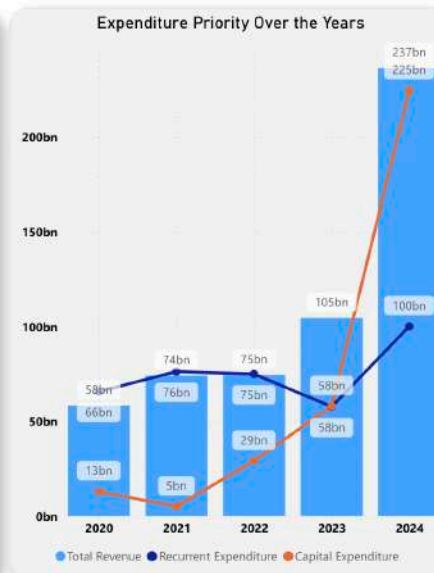 Expenditure Priority Over the Years
237bn
225bn
200bn
150bn
105bn
100bn
100bn
74bn
75bn
58bn
58bn
76bn
75bn
66bn
58bn
50bn
29bn
13bn
5bn
0bn
2020 2021 2022 2023 2024
Total Revenue Recurrent Expenditure Capital Expenditure